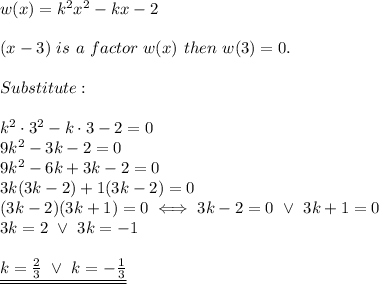 w(x) = k²x² − kx − 2
(x − 3) is a factor w(x) then w(3) = 0.
Substitute :
k² · 3² − k · 3 − 2 = 0
9k² − 3k − 2 = 0
9k² − 6k + 3k − 2 = 0
3k(3k − 2) + 1(3k − 2) = 0
(3k − 2)(3k + 1) = 0 ⟺ 3k − 2 = 0 ∨ 3k + 1 = 0
3k = 2 ∨ 3k = −1
k = 2/3 ∨ k = −1/3